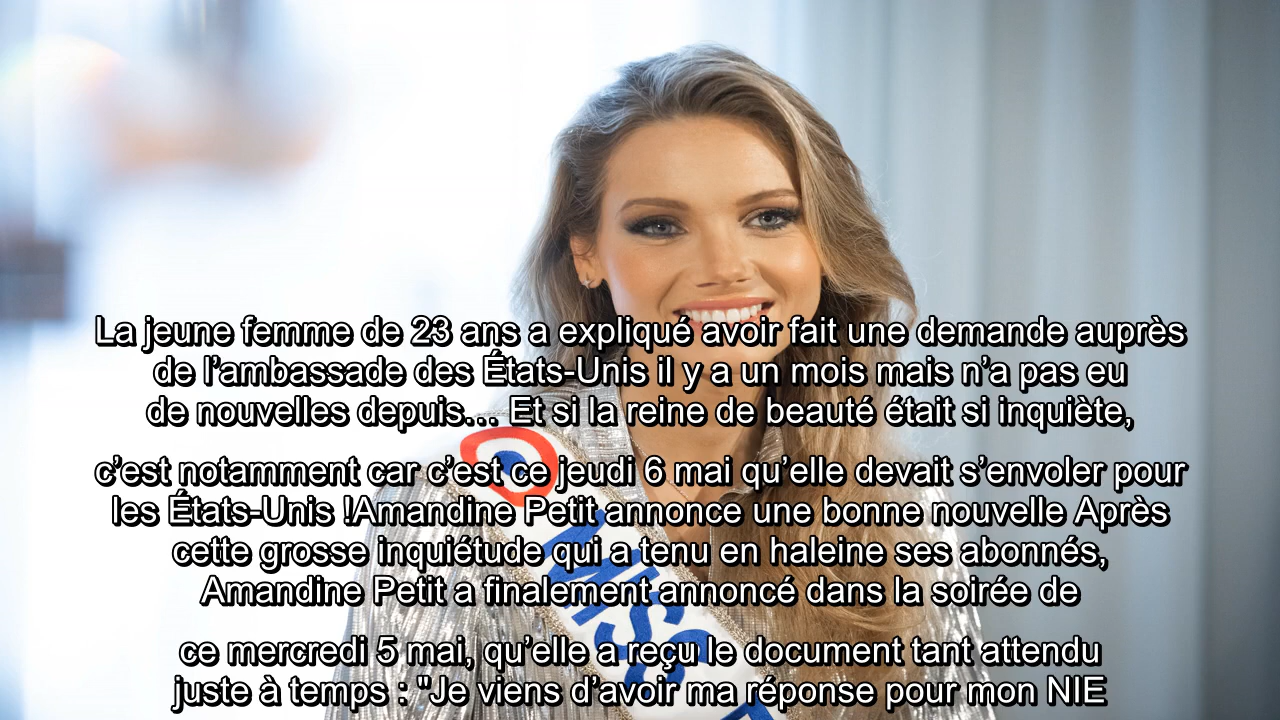 La jeune femme de 23 ans a expliqué avoir fait une demande auprès
de l’ambassade des États-Unis il y a un mois mais n’a pas eu
de nouvelles depuis… Et si la reine de beauté était si inquiète,
c’est notamment car c’est ce jeudi 6 mai qu’elle devait s’envoler pour
les États-Unis !Amandine Petit annonce une bonne nouvelle Après
cette grosse inquiétude qui a tenu en haleine ses abonnés,
Amandine Petit a finalement annoncé dans la soirée de
ce mercredi 5 mai, qu’elle a reçu le document tant attendu
juste à temps : "Je viens d’avoir ma réponse pour mon NIE
MISS